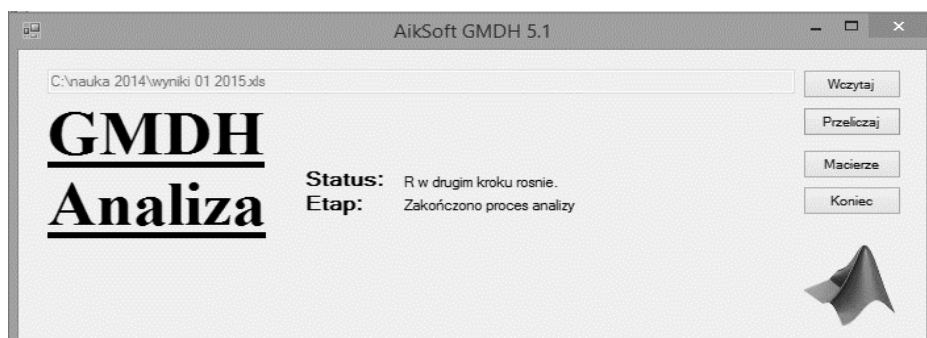 AikSoft GMDH 5.1
C:\nauka 2014\wyniki 01 2015.xls
Wczytaj
GMDH
Przeliczaj
Analiza
Macierze
Status: R w drugim kroku rosnie.
Etap: Zakończono proces analizy
Koniec